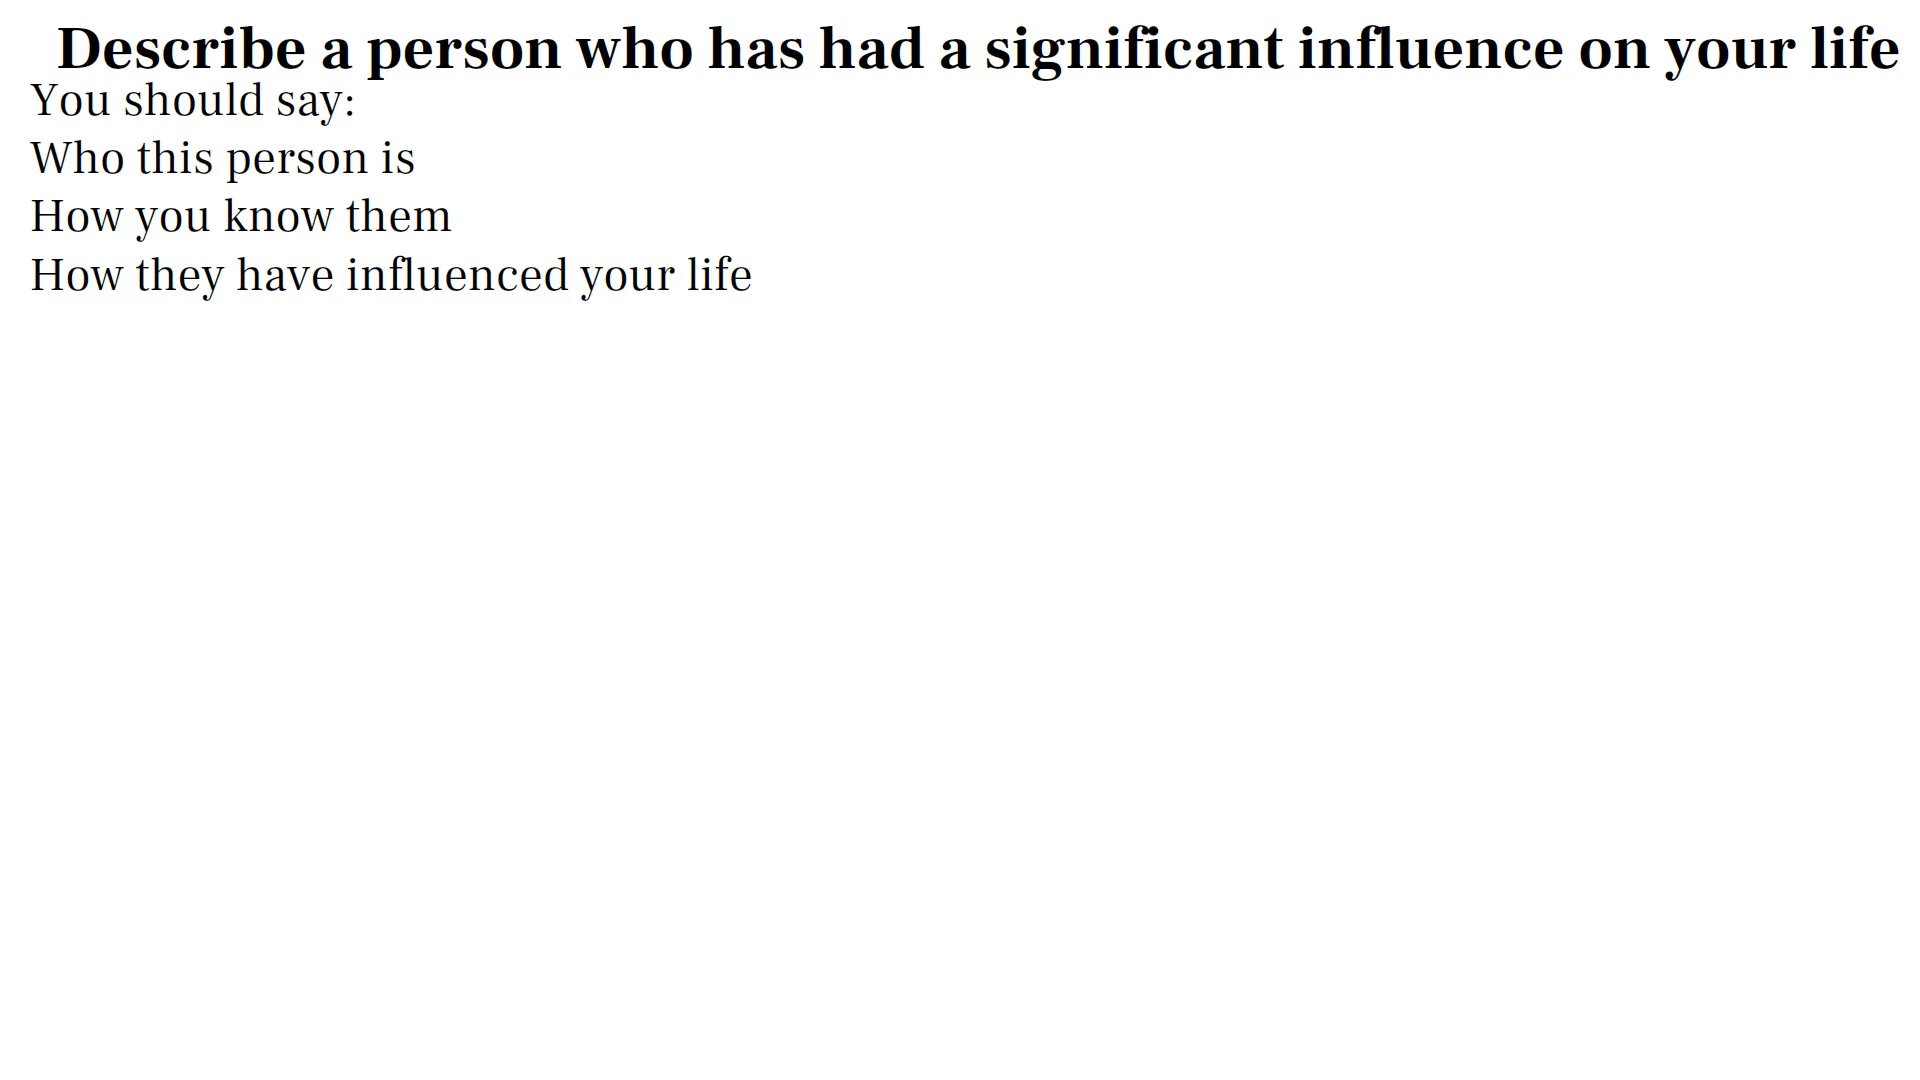 Describe a person who has had a significant influence on your life
You should say:
Who this person is
How you know them
How they have influenced your life